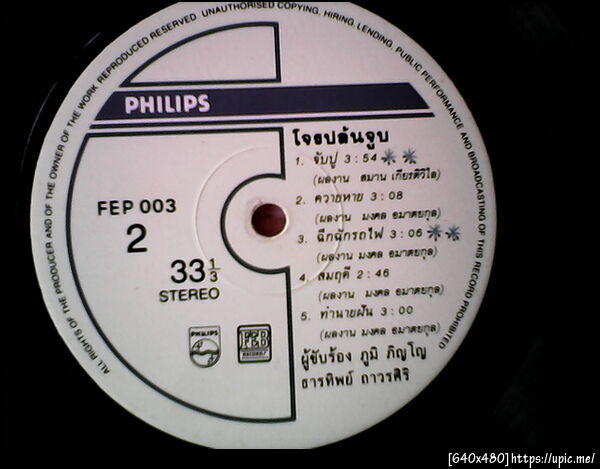 ALL RIGHTS OF THE PRODUCER AND OF THE OWNER OF THE WORK REPRODUCED RESERVED. UNAUTHORISED COPYING, HIRING, LENDING, PUBLIC PERFORMANCE AND BROADCASTING OF THIS RECORD PROHIBITED
PHILIPS
FEP 003
2
33 1/3
STEREO
PHILIPS
FEB
RECORDS
โจรปล้นจูบ
1. จับปู 3:54
(ผลงาน สมาน เกียรติวิไล)
2. ควายหาย 3:08
(ผลงาน มงคล อมาตยกุล)
3. ฉึกฉักรถไฟ 3:06
(ผลงาน มงคล อมาตยกุล)
4. สมฤดี 2:46
(ผลงาน มงคล อมาตยกุล)
5. ทำนายฝัน 3:00
(ผลงาน มงคล อมาตยกุล)
ผู้ขับร้อง ภูมิ ภิญโญ
ธารทิพย์ ถาวรศิริ
[640x480]https://upic.me/